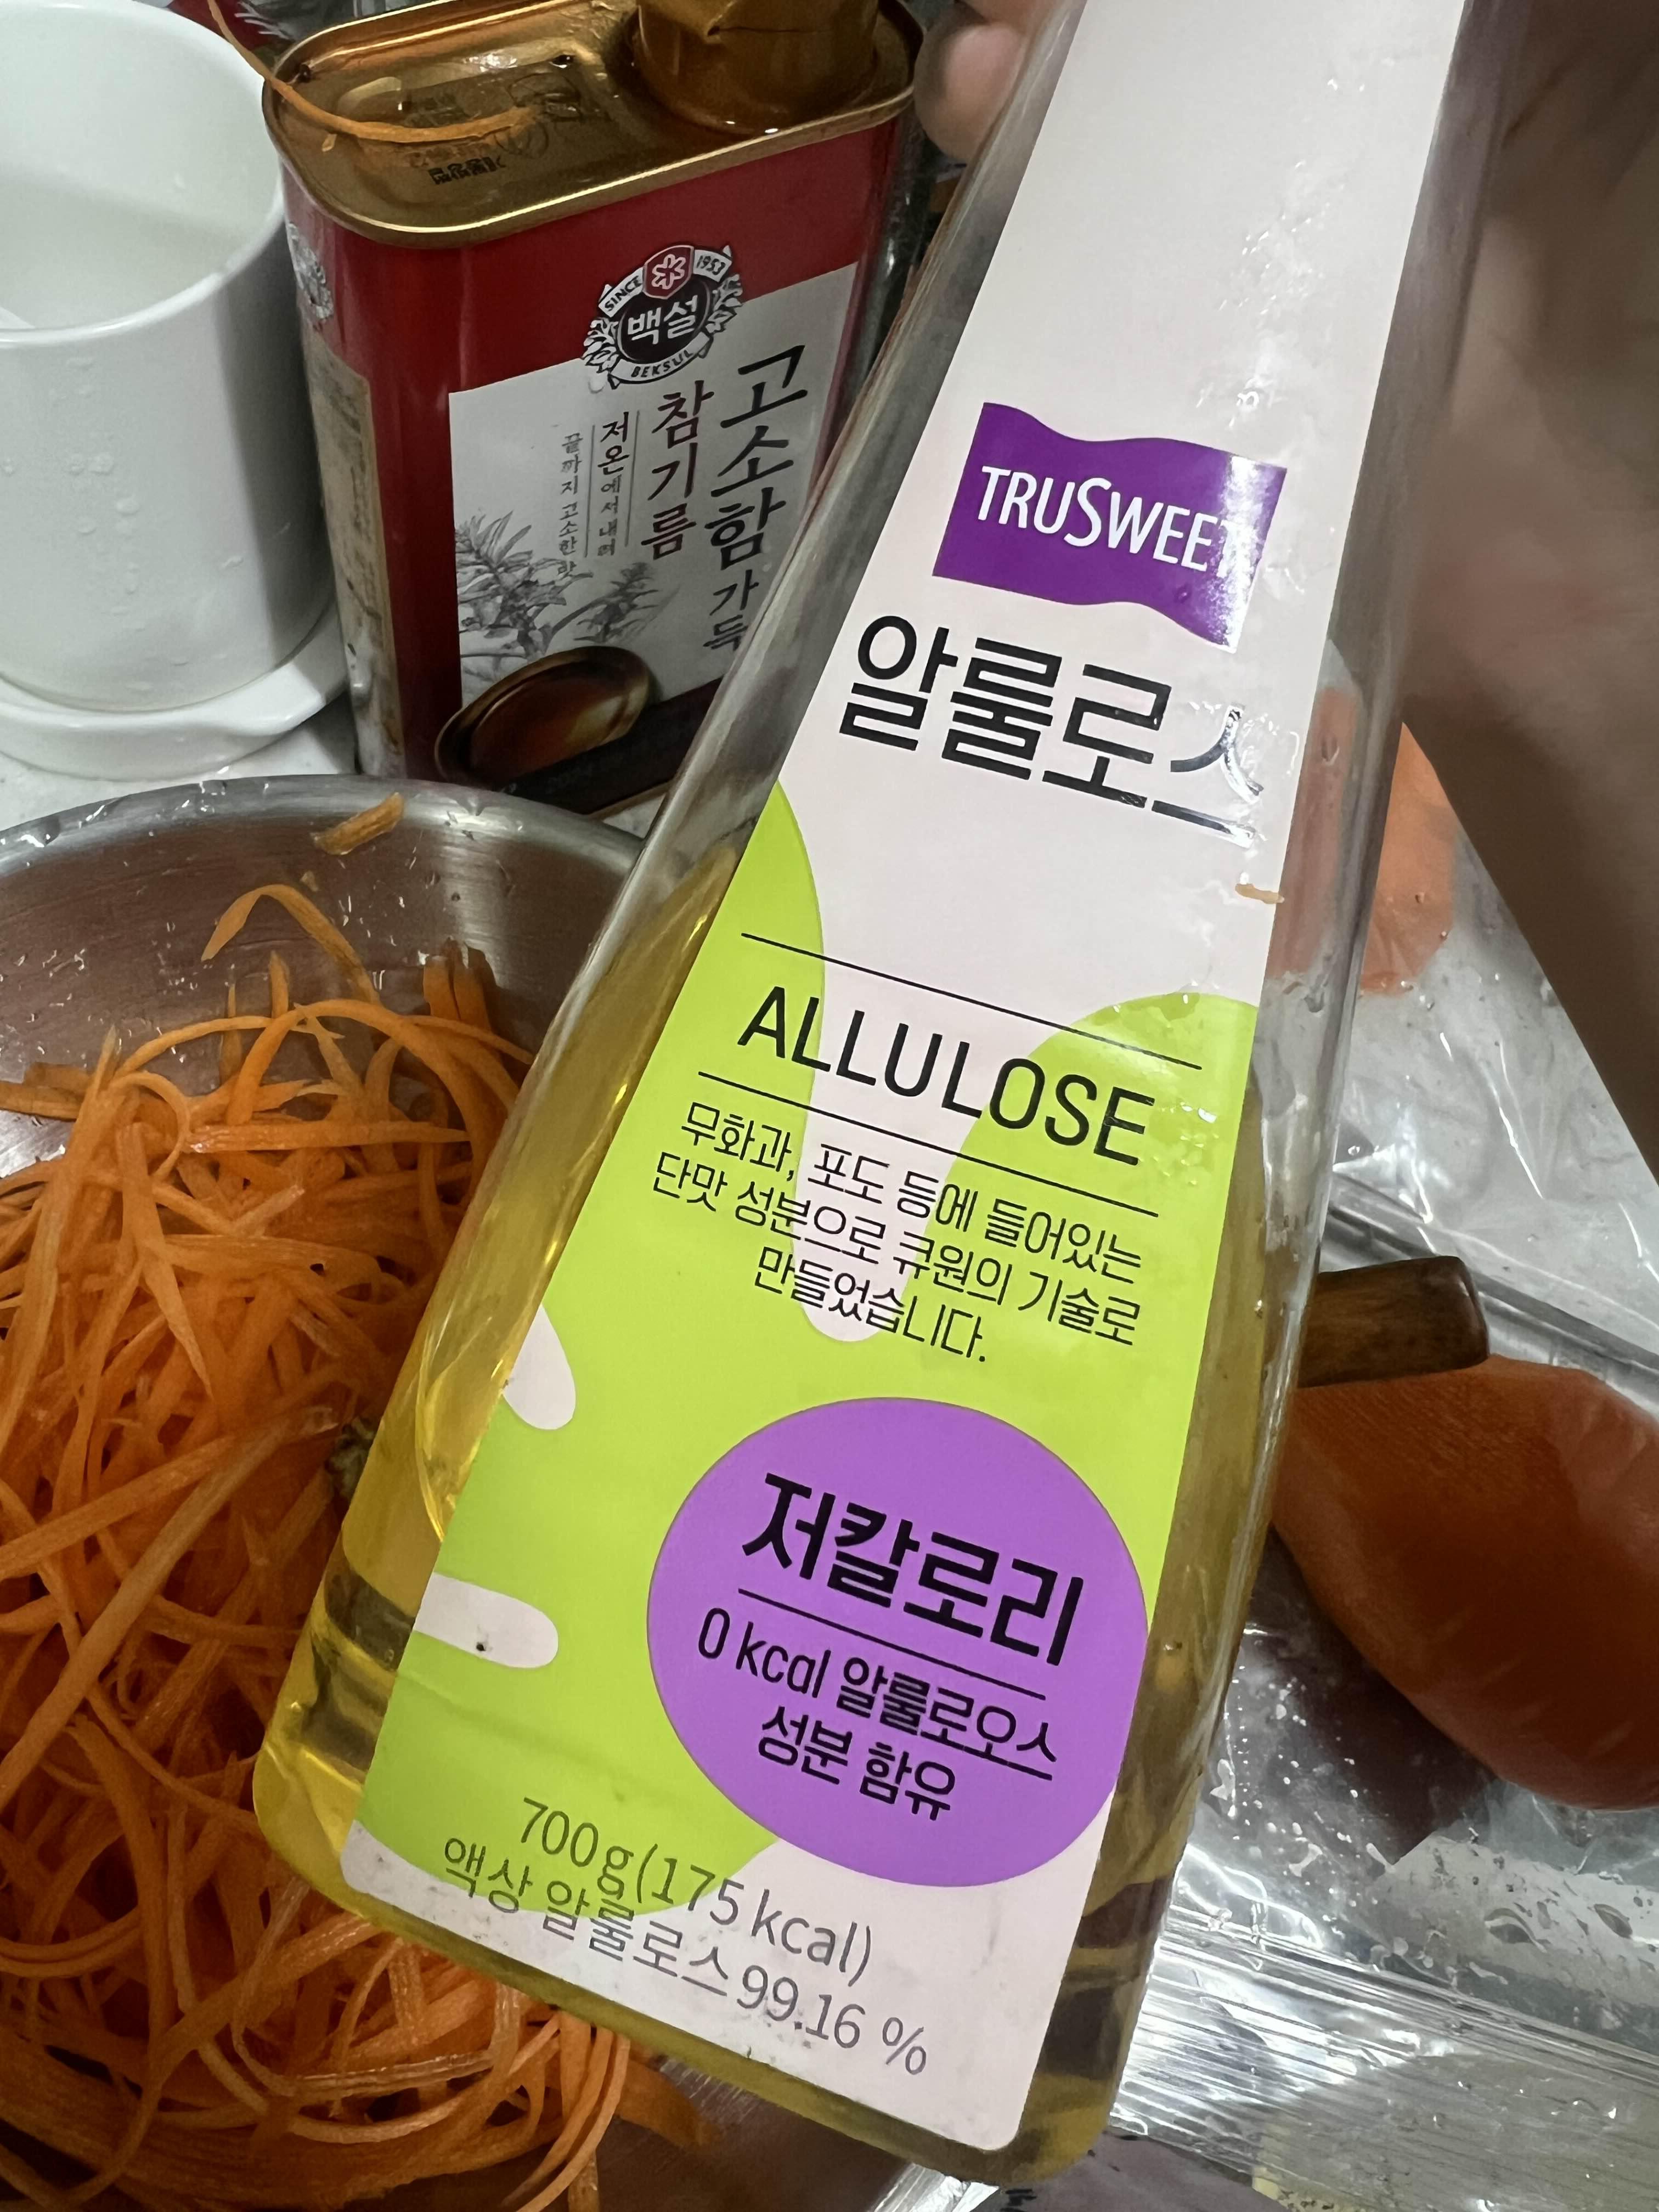 SINCE 1953
백설
BEKSUL
고소함 가득
참기름
저온에서 내려
끝까지 고소한 맛
TRUSWEET
알룰로스
ALLULOSE
무화과, 포도 등에 들어있는
단맛 성분으로 큐원의 기술로
만들었습니다.
저칼로리
0 kcal 알룰로오스
성분 함유
700g(175 kcal)
액상 알룰로스 99.16 %